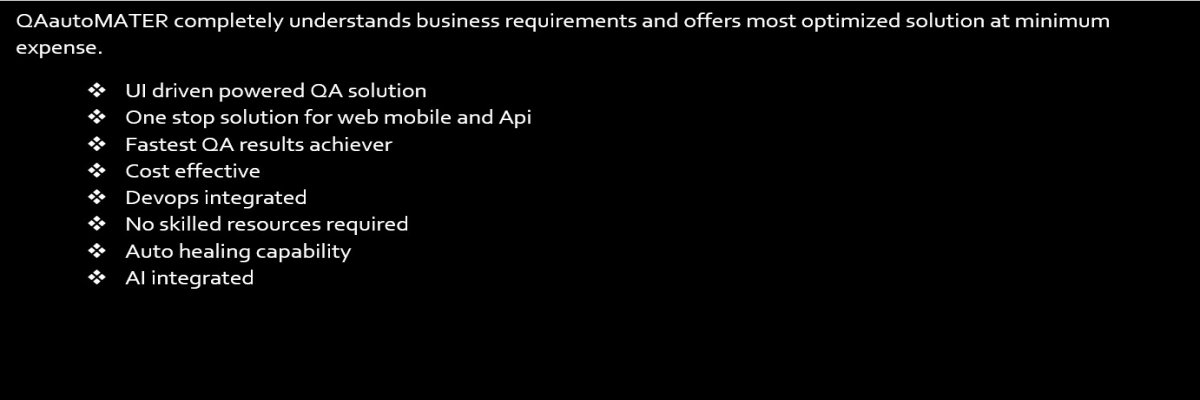 QAautoMATER completely understands business requirements and offers most optimized solution at minimum
expense.
❖ UI driven powered QA solution
❖ One stop solution for web mobile and Api
❖ Fastest QA results achiever
❖ Cost effective
❖ Devops integrated
❖ No skilled resources required
❖ Auto healing capability
❖ AI integrated